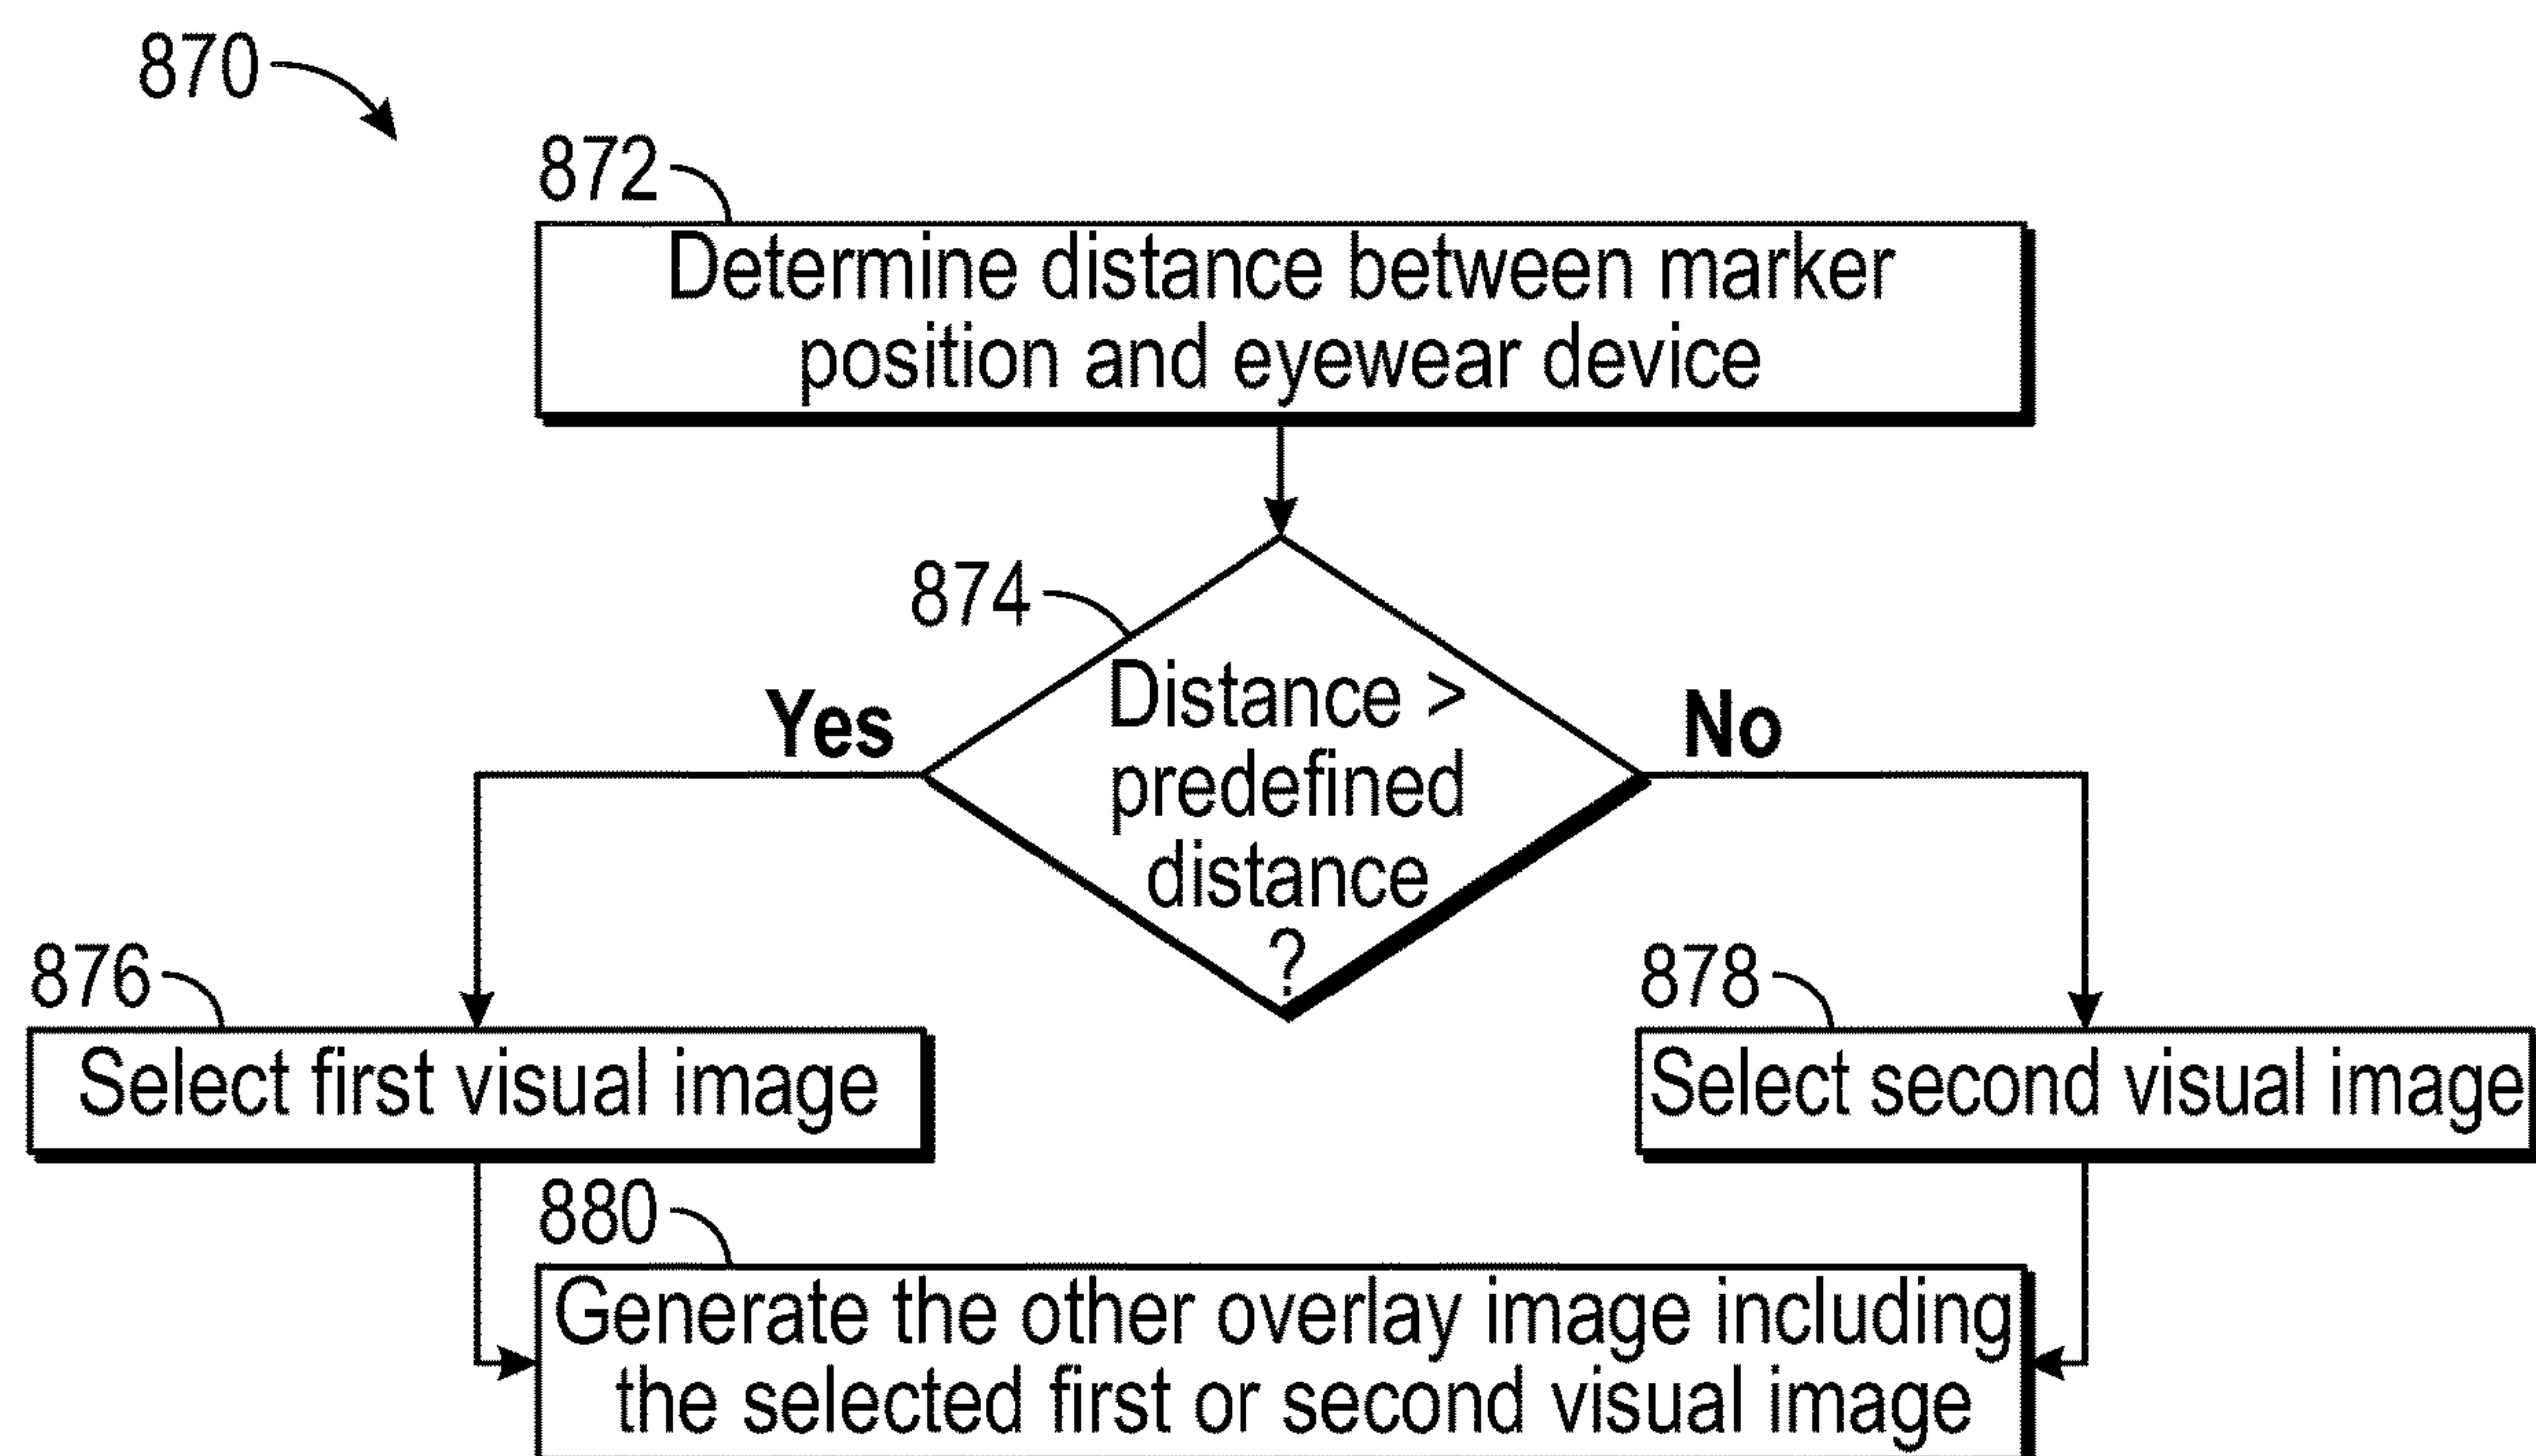 870
872
Determine distance between marker
position and eyewear device
874
Distance >
predefined
distance
?
Yes
No
876
Select first visual image
878
Select second visual image
880
Generate the other overlay image including
the selected first or second visual image